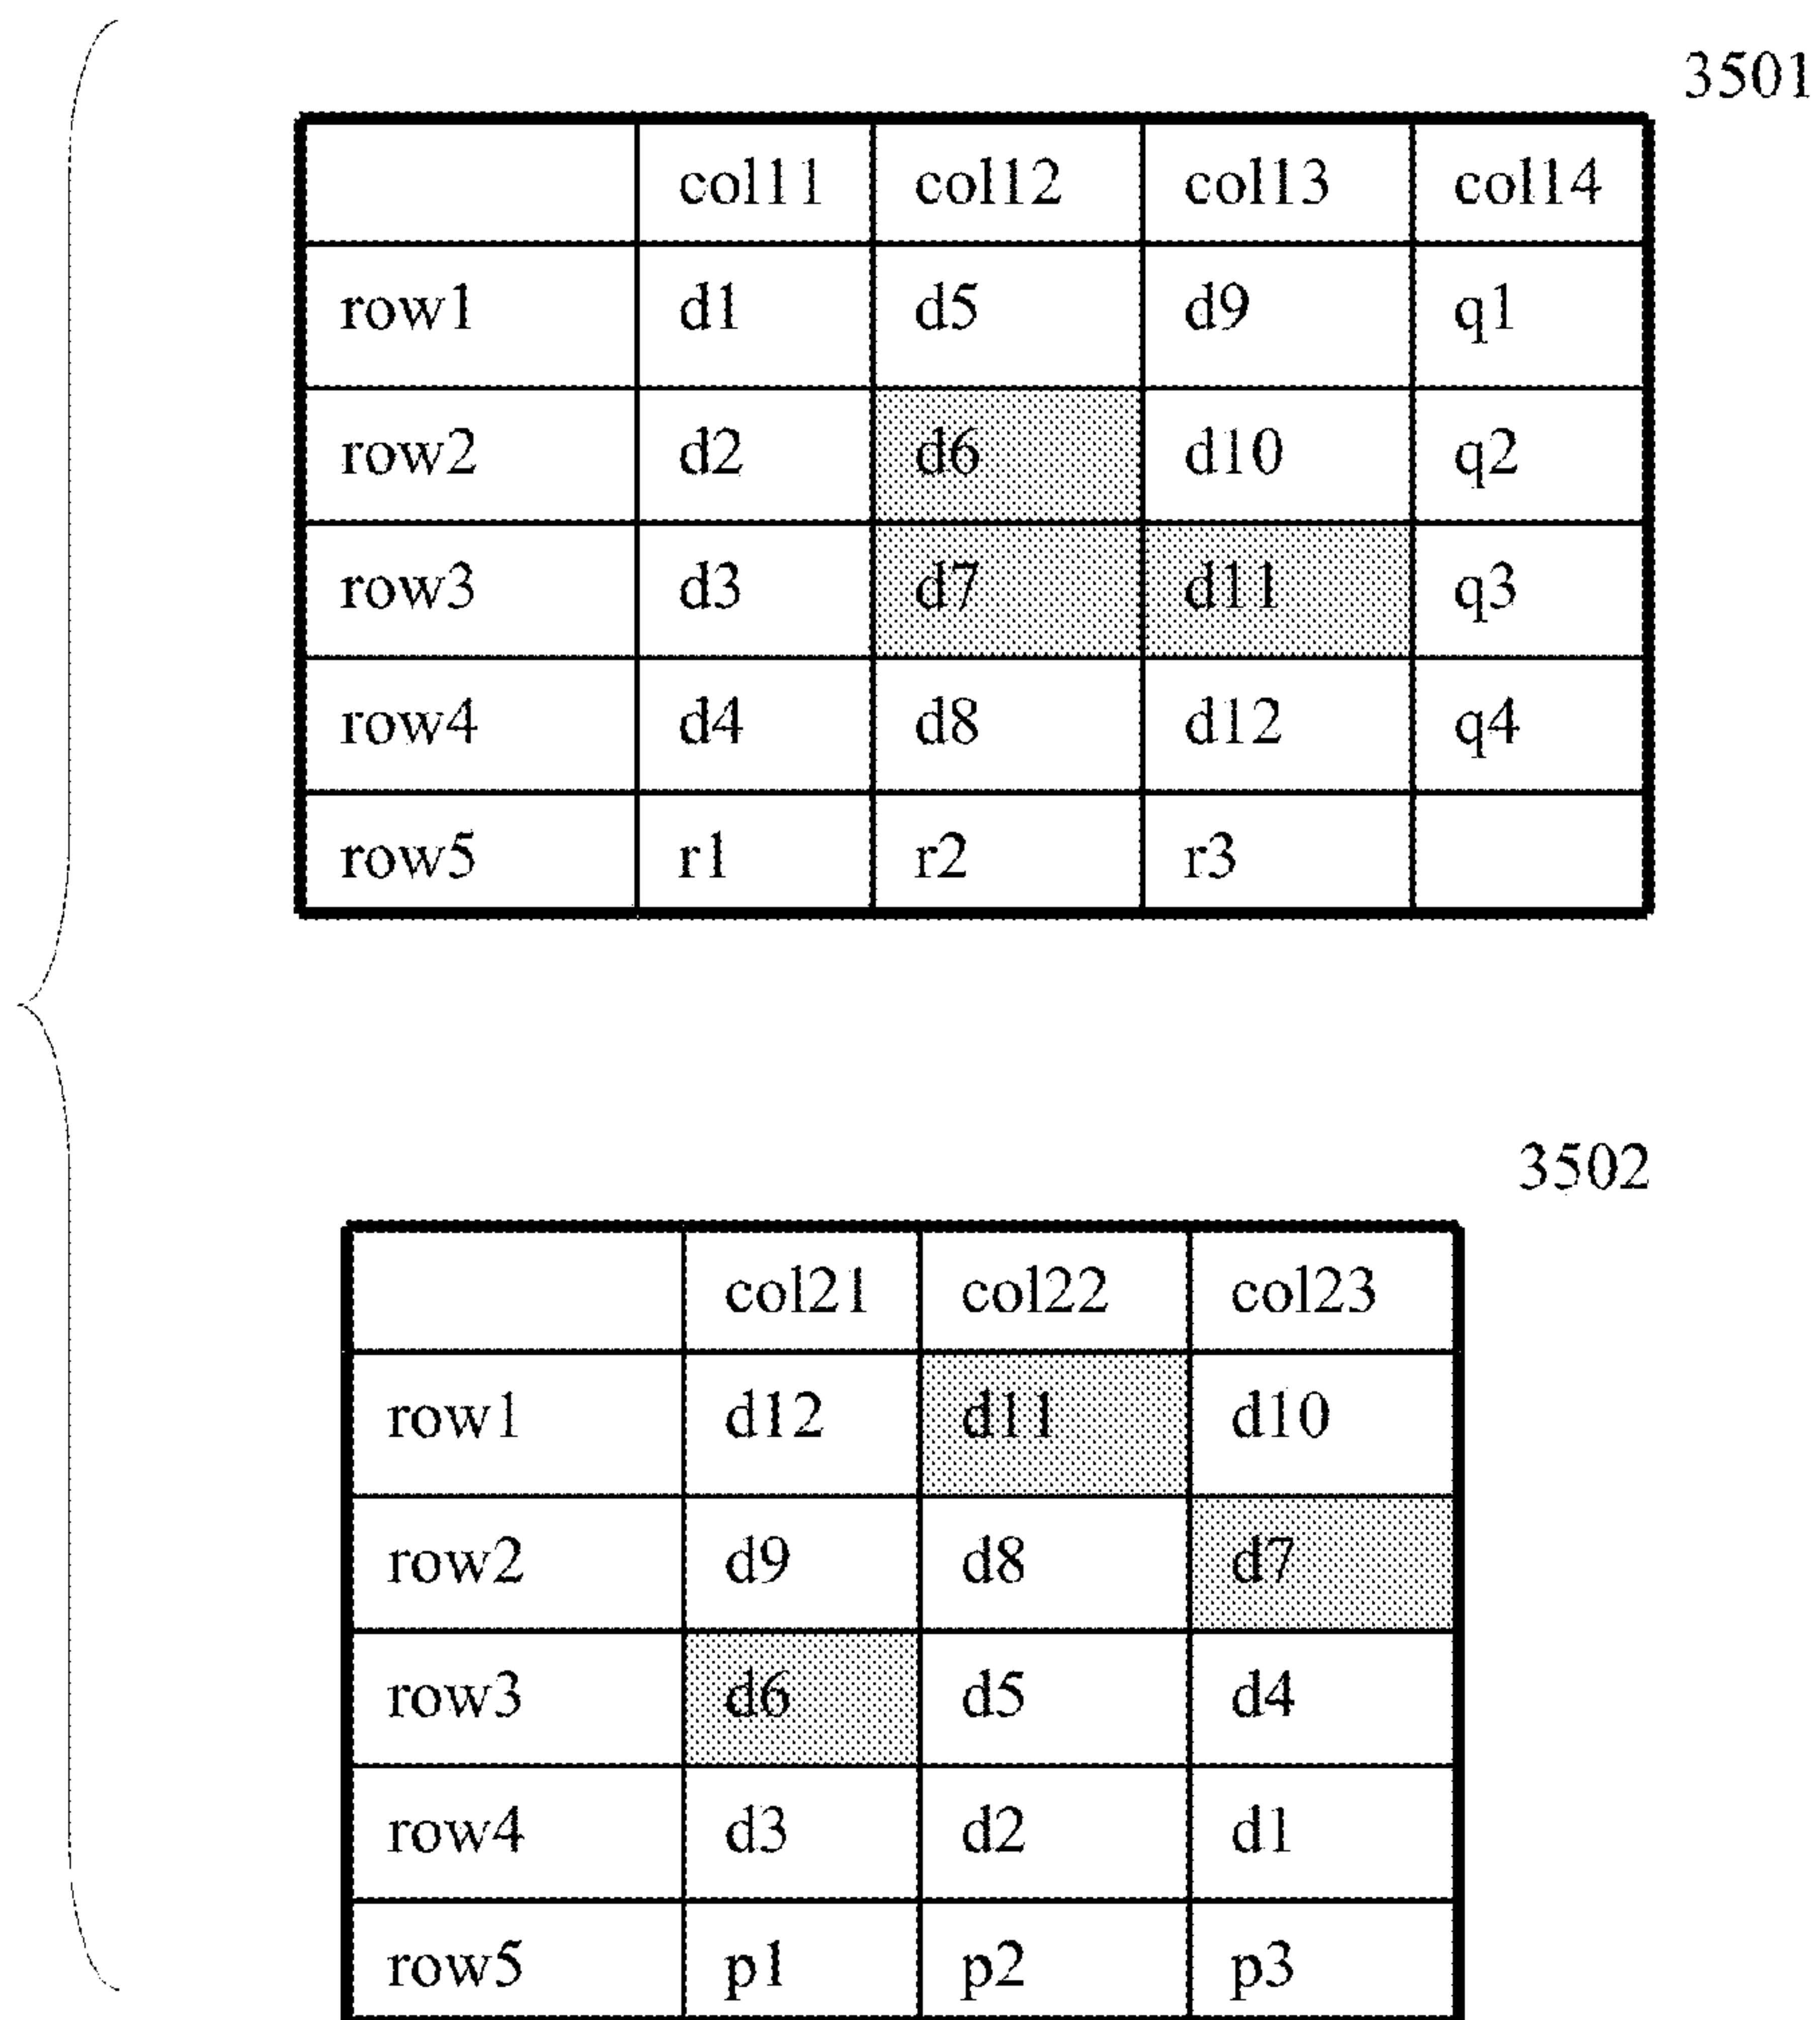 3501
col11 col12 col13 col14
row1 d1 d5 d9 q1
row2 d2 d6 d10 q2
row3 d3 d7 d11 q3
row4 d4 d8 d12 q4
row5 r1 r2 r3
3502
col21 col22 col23
row1 d12 d11 d10
row2 d9 d8 d7
row3 d6 d5 d4
row4 d3 d2 d1
row5 p1 p2 p3